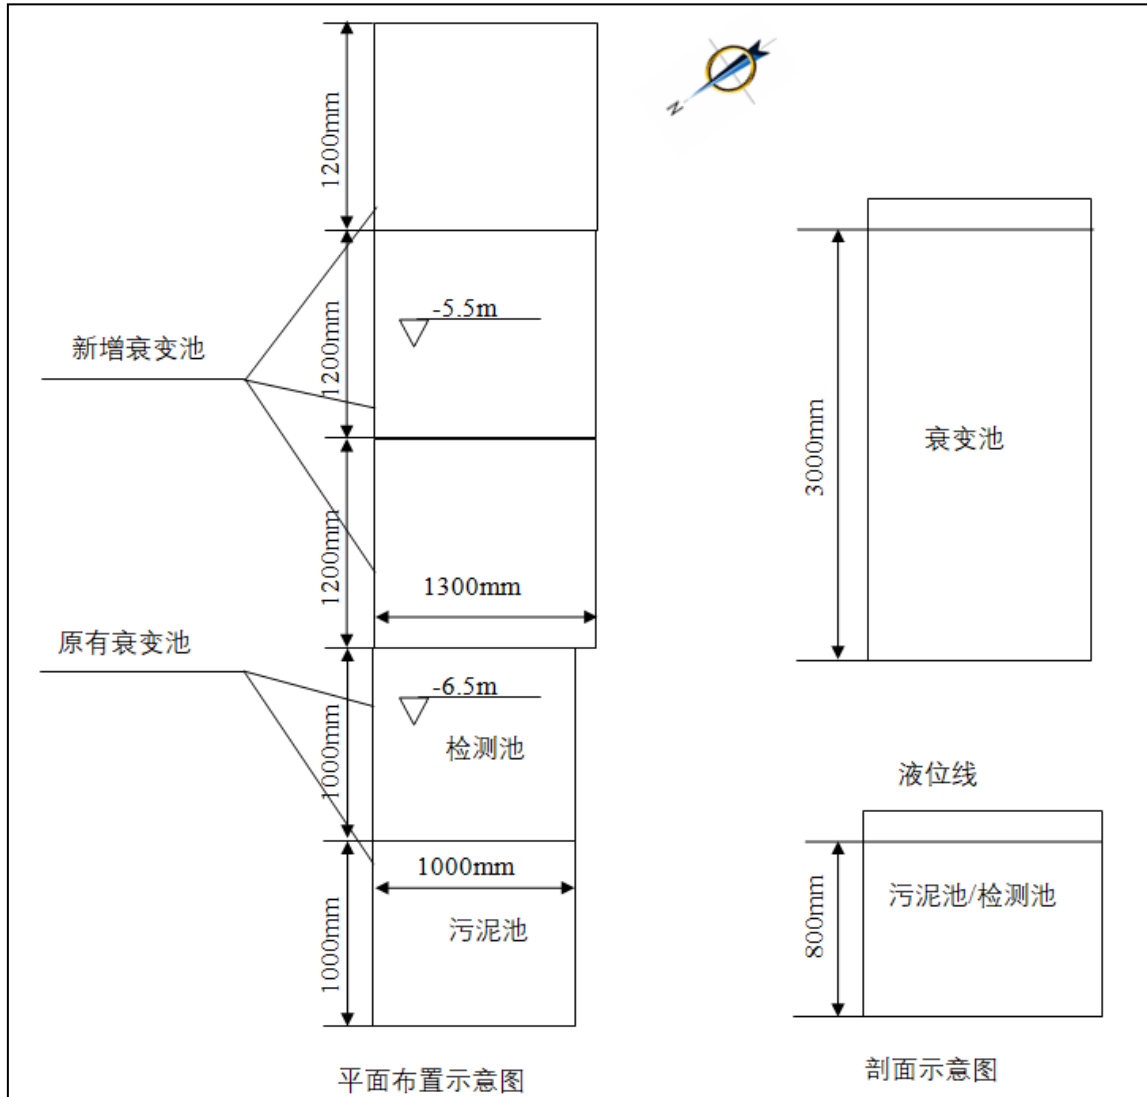 1200mm
N
1200mm
-5.5m
新增衰变池
3000mm
衰变池
1200mm
1300mm
原有衰变池
1000mm
-6.5m
检测池
液位线
1000mm
1000mm
污泥池
800mm
污泥池/检测池
平面布置示意图
剖面示意图